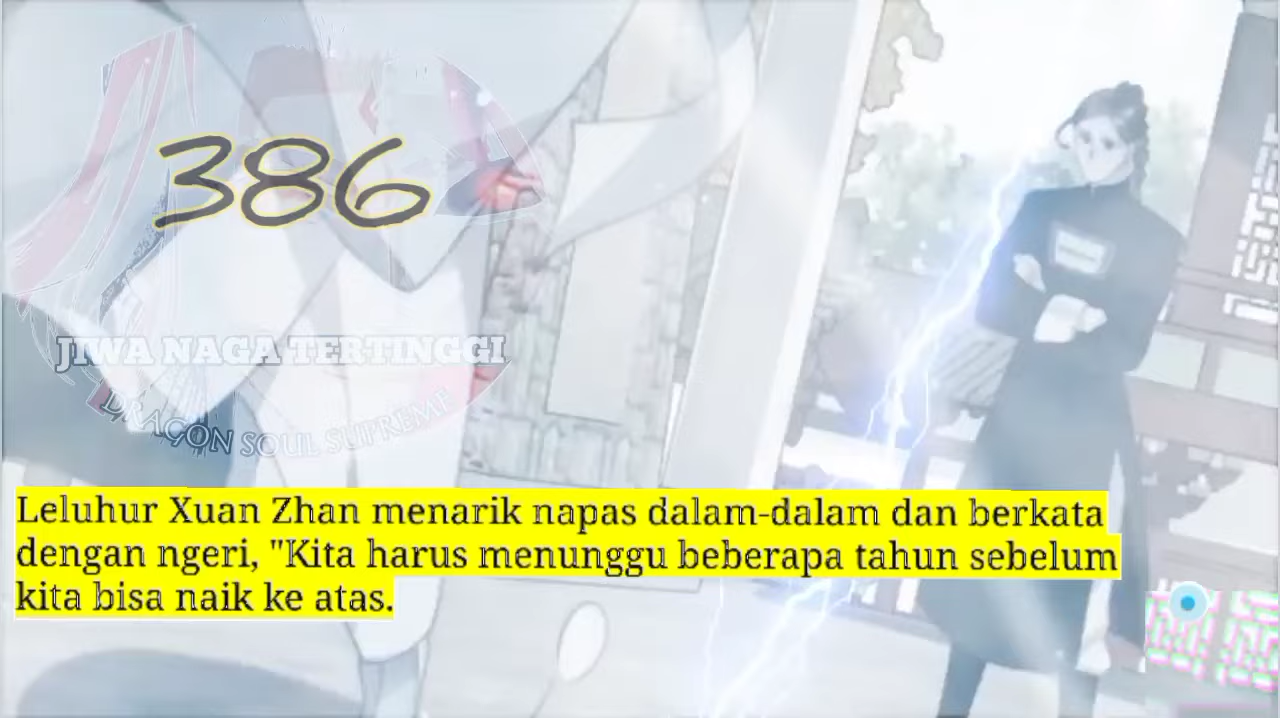 386
JIWA NAGA TERTINGGI
DRAGON SOUL SUPREME
Leluhur Xuan Zhan menarik napas dalam-dalam dan berkata
dengan ngeri, "Kita harus menunggu beberapa tahun sebelum
kita bisa naik ke atas.